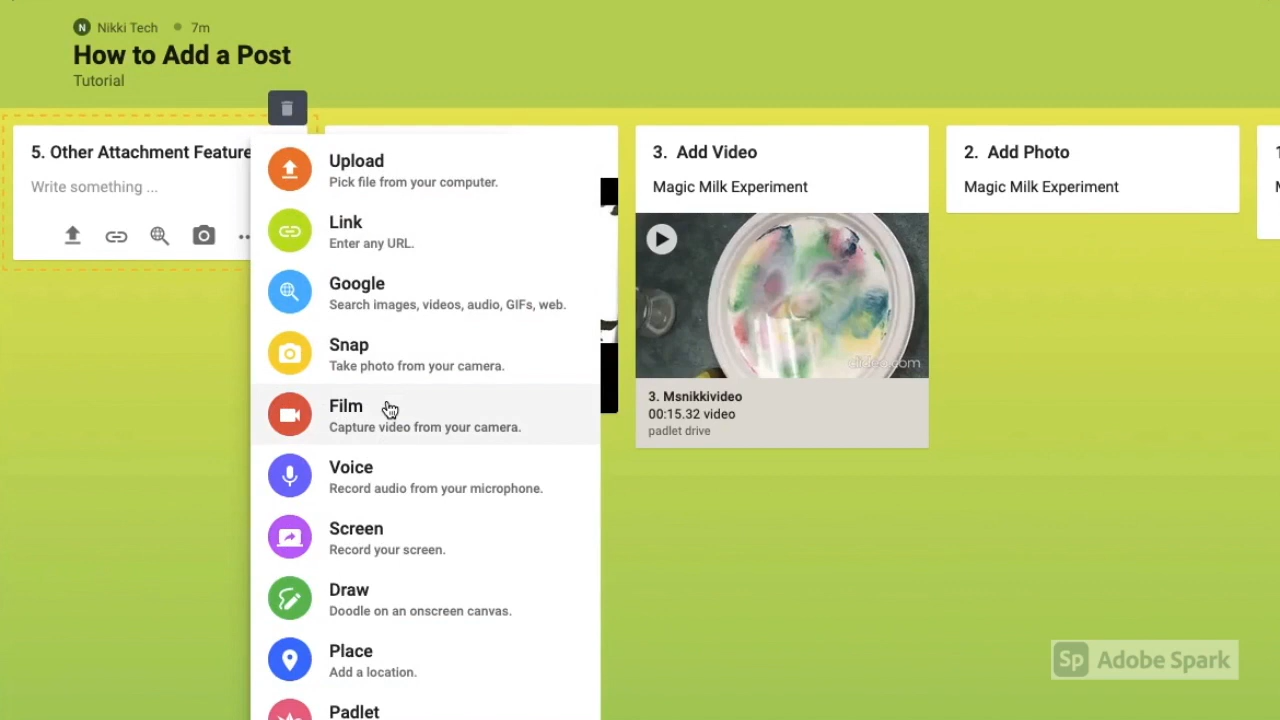 N Nikki Tech 7m
How to Add a Post
Tutorial
5. Other Attachment Feature
Write something ...
Upload
Pick file from your computer.
Link
Enter any URL.
Google
Search images, videos, audio, GIFs, web.
Snap
Take photo from your camera.
Film
Capture video from your camera.
Voice
Record audio from your microphone.
Screen
Record your screen.
Draw
Doodle on an onscreen canvas.
Place
Add a location.
Padlet
3. Add Video
Magic Milk Experiment
clideo.com
3. Msnikkivideo
00:15.32 video
padlet drive
2. Add Photo
Magic Milk Experiment
Sp Adobe Spark